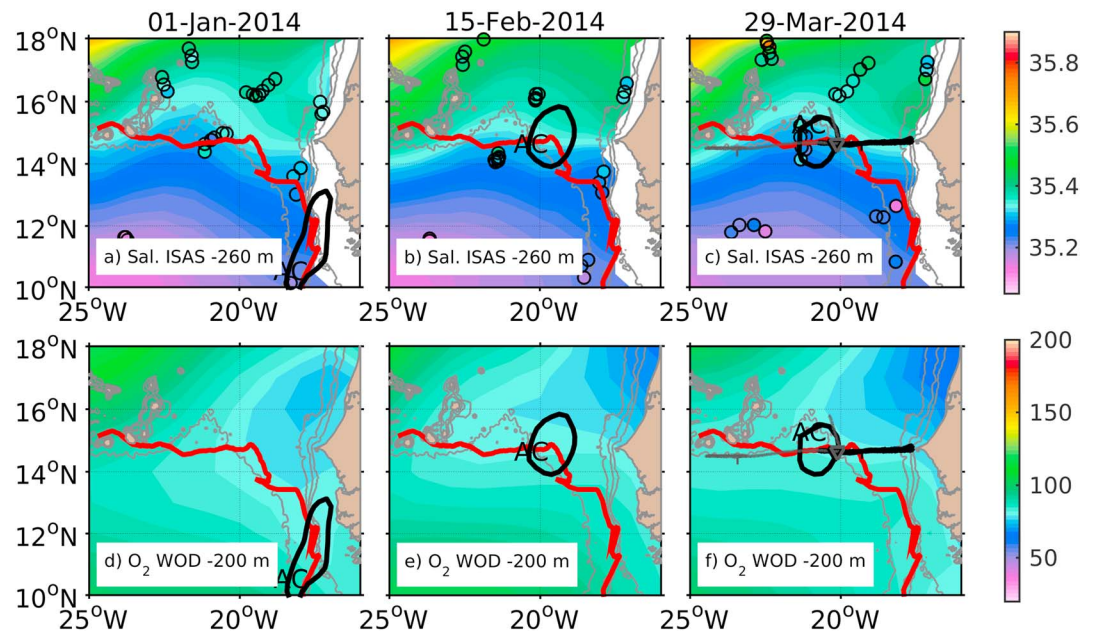 01-Jan-2014 15-Feb-2014 29-Mar-2014
18°N
16°N
14°N
12°N
10°N
25°W 20°W 25°W 20°W 25°W 20°W
AC
AC
AC
a) Sal. ISAS -260 m
b) Sal. ISAS -260 m
c) Sal. ISAS -260 m
35.8
35.6
35.4
35.2
18°N
16°N
14°N
12°N
10°N
25°W 20°W 25°W 20°W 25°W 20°W
AC
AC
AC
d) O₂ WOD -200 m
e) O₂ WOD -200 m
f) O₂ WOD -200 m
200
150
100
50